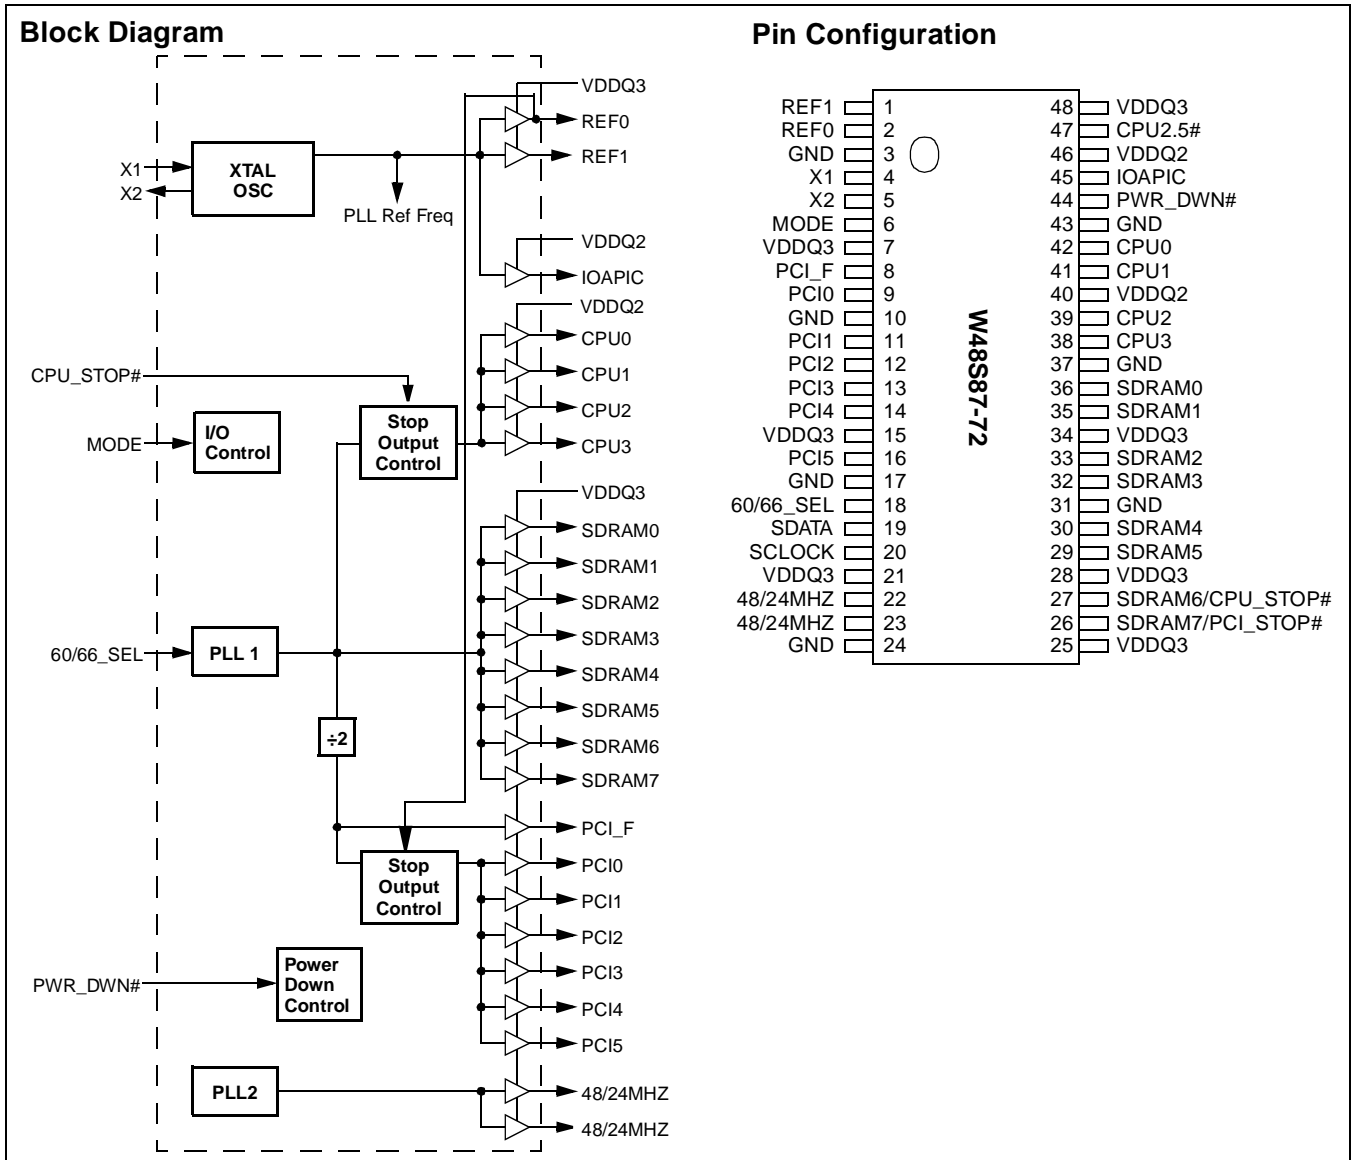 Block Diagram
VDDQ3
REF0
REF1
X1
X2
XTAL
OSC
PLL Ref Freq
VDDQ2
IOAPIC
VDDQ2
CPU0
CPU1
CPU2
CPU3
CPU_STOP#
Stop
Output
Control
MODE
I/O
Control
VDDQ3
SDRAM0
SDRAM1
SDRAM2
SDRAM3
SDRAM4
SDRAM5
SDRAM6
SDRAM7
60/66_SEL
PLL 1
÷2
PCI_F
Stop
Output
Control
PCI0
PCI1
PCI2
PCI3
PCI4
PCI5
PWR_DWN#
Power
Down
Control
PLL2
48/24MHZ
48/24MHZ
Pin Configuration
REF1 1 48 VDDQ3
REF0 2 47 CPU2.5#
GND 3 46 VDDQ2
X1 4 45 IOAPIC
X2 5 44 PWR_DWN#
MODE 6 43 GND
VDDQ3 7 42 CPU0
PCI_F 8 41 CPU1
PCI0 9 40 VDDQ2
GND 10 39 CPU2
PCI1 11 38 CPU3
PCI2 12 37 GND
PCI3 13 36 SDRAM0
PCI4 14 35 SDRAM1
VDDQ3 15 34 VDDQ3
PCI5 16 33 SDRAM2
GND 17 32 SDRAM3
60/66_SEL 18 31 GND
SDATA 19 30 SDRAM4
SCLOCK 20 29 SDRAM5
VDDQ3 21 28 VDDQ3
48/24MHZ 22 27 SDRAM6/CPU_STOP#
48/24MHZ 23 26 SDRAM7/PCI_STOP#
GND 24 25 VDDQ3
W48S87-72